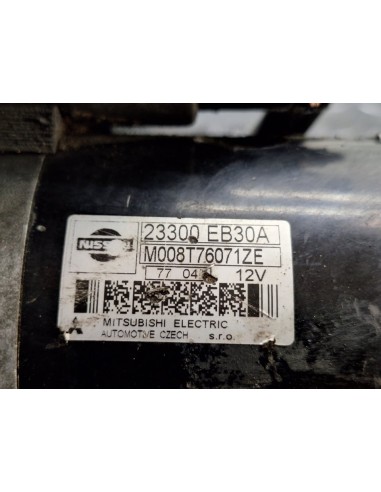 NISSAN
23300 EB30A
M008T76071ZE
77 04 12V
MITSUBISHI ELECTRIC
AUTOMOTIVE CZECH s.r.o.